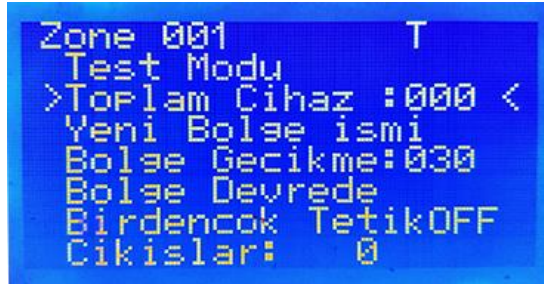 Zone 001 T
Test Modu
>Toplam Cihaz :000 <
Yeni Bolge ismi
Bolge Gecikme:030
Bolge Devrede
Birdencok TetikOFF
Cikislar: 0